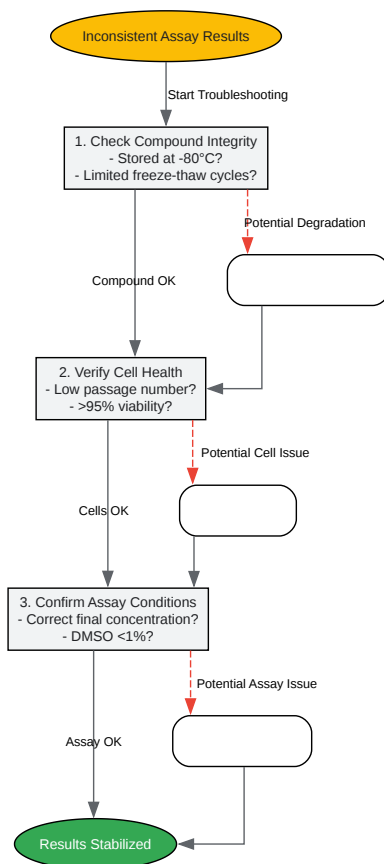 Inconsistent Assay Results
Start Troubleshooting
1. Check Compound Integrity
- Stored at -80°C?
- Limited freeze-thaw cycles?
Potential Degradation
Compound OK
2. Verify Cell Health
- Low passage number?
- >95% viability?
Potential Cell Issue
Cells OK
3. Confirm Assay Conditions
- Correct final concentration?
- DMSO <1%?
Potential Assay Issue
Assay OK
Results Stabilized